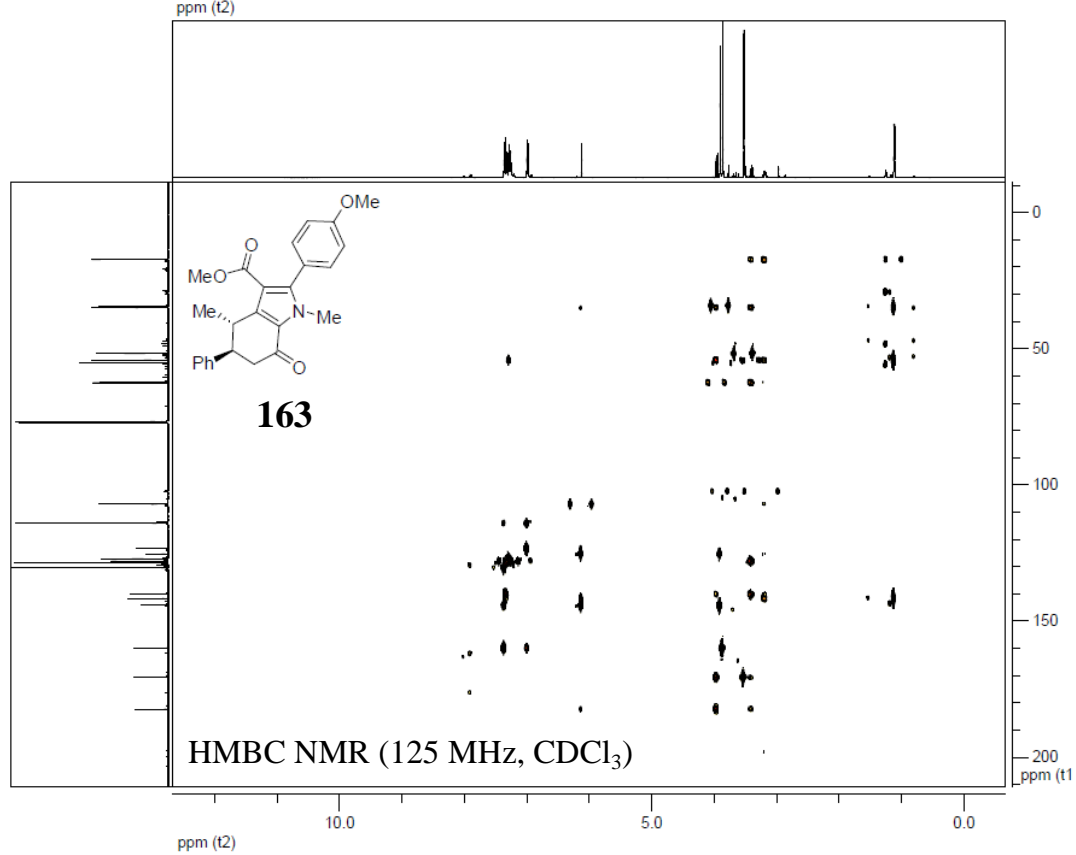 ppm (t2)
OMe
O
MeO
N
Me
Me
Ph
O
163
HMBC NMR (125 MHz, CDCl₃)
0
50
100
150
200
ppm (t1
10.0
5.0
0.0
ppm (t2)